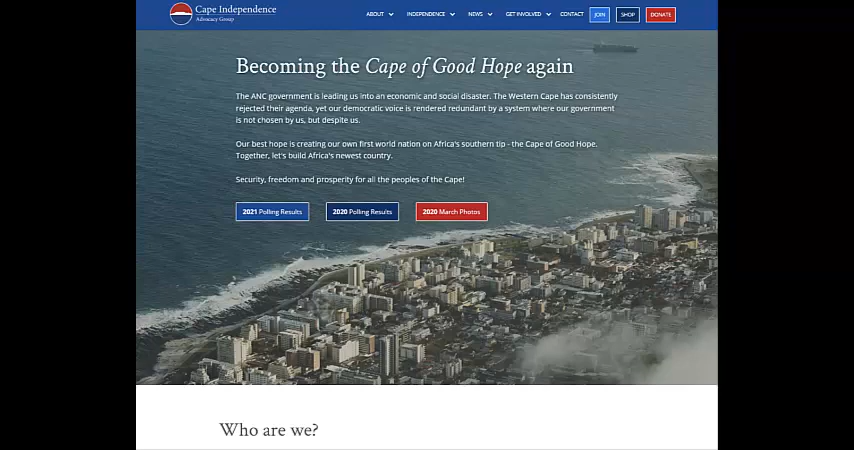 Cape Independence
Advocacy Group
ABOUT INDEPENDENCE NEWS GET INVOLVED CONTACT JOIN SHOP DONATE
Becoming the Cape of Good Hope again
The ANC government is leading us into an economic and social disaster. The Western Cape has consistently
rejected their agenda, yet our democratic voice is rendered redundant by a system where our government
is not chosen by us, but despite us.
Our best hope is creating our own first world nation on Africa's southern tip - the Cape of Good Hope.
Together, let's build Africa's newest country.
Security, freedom and prosperity for all the peoples of the Cape!
2021 Polling Results 2020 Polling Results 2020 March Photos
Who are we?